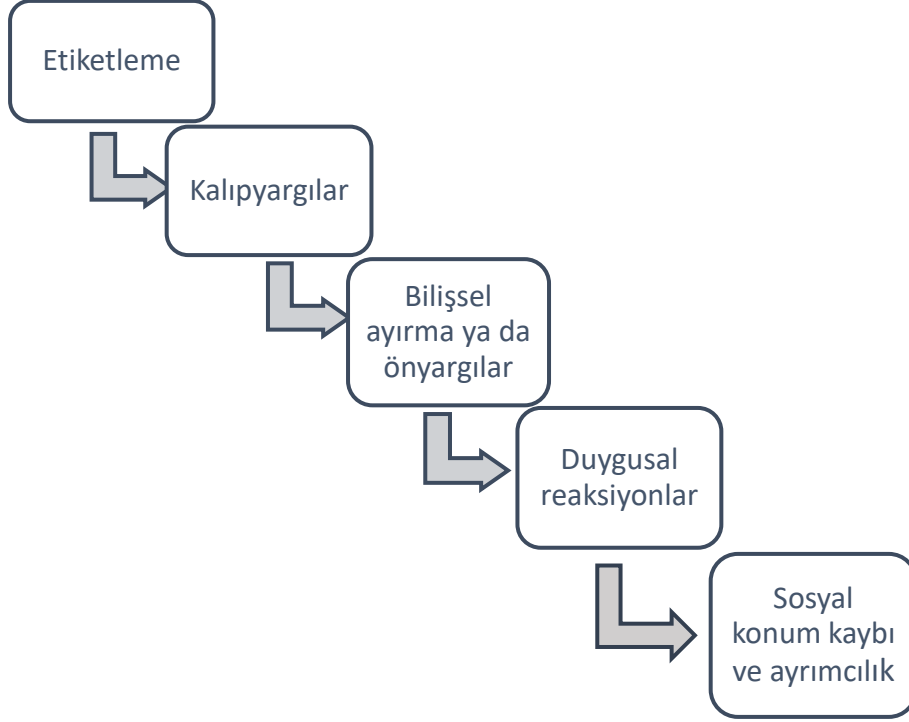 Etiketleme
Kalıpyargılar
Bilişsel
ayırma ya da
önyargılar
Duygusal
reaksiyonlar
Sosyal
konum kaybı
ve ayrımcılık